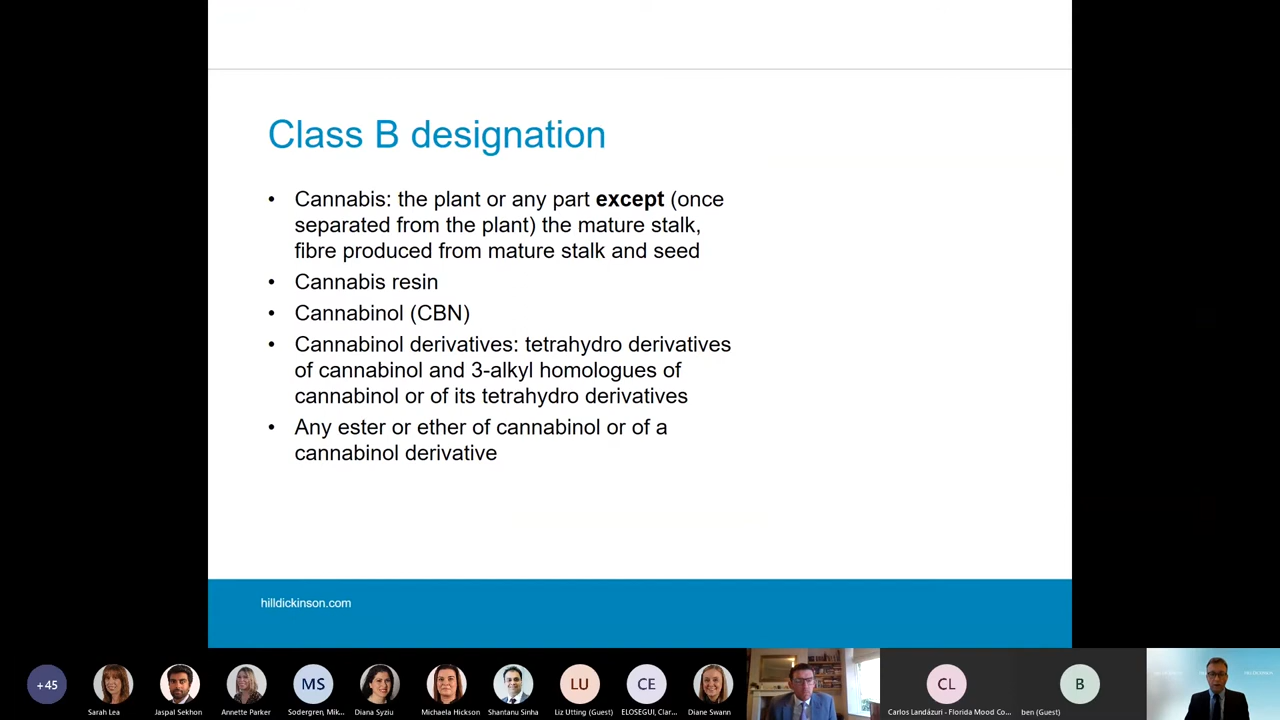 Class B designation
• Cannabis: the plant or any part except (once
separated from the plant) the mature stalk,
fibre produced from mature stalk and seed
• Cannabis resin
• Cannabinol (CBN)
• Cannabinol derivatives: tetrahydro derivatives
of cannabinol and 3-alkyl homologues of
cannabinol or of its tetrahydro derivatives
• Any ester or ether of cannabinol or of a
cannabinol derivative
hilldickinson.com
+45
MS
LU
CE
CL
B
Sarah Lea
Jaspal Sekhon
Annette Parker
Sodergren, Mik...
Diana Syziu
Michaela Hickson
Shantanu Sinha
Liz Utting (Guest)
ELOSEGUI, Clar...
Diane Swann
Carlos Landázuri - Florida Mood Co...
ben (Guest)